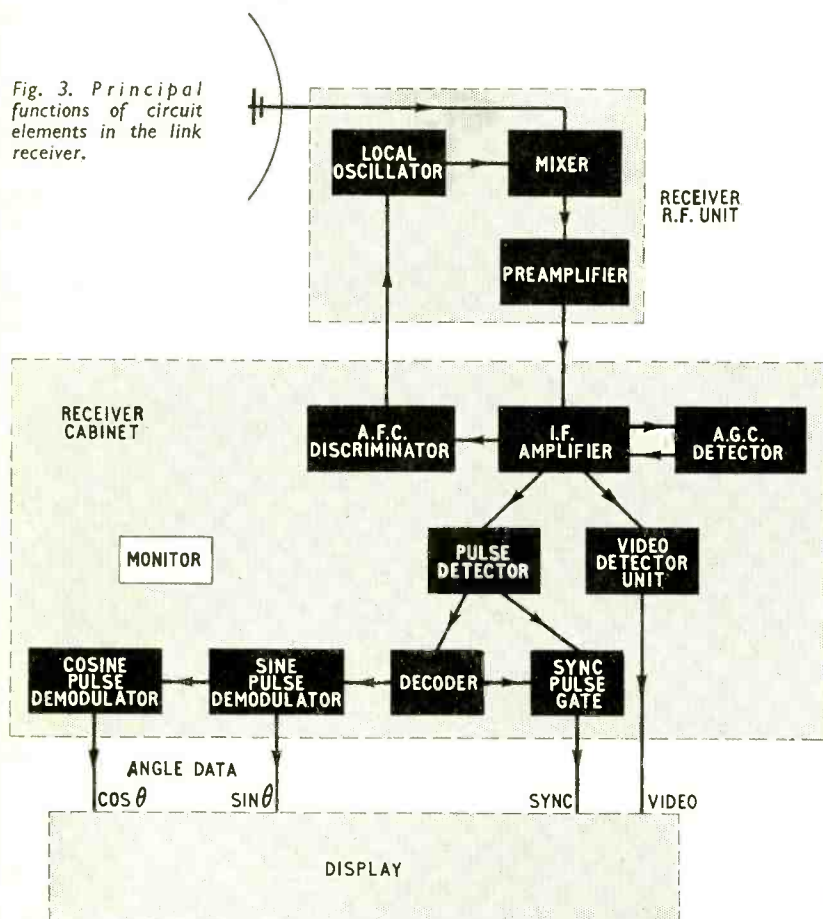 Fig. 3. Principal
functions of circuit
elements in the link
receiver.
LOCAL
OSCILLATOR
MIXER
RECEIVER
R.F. UNIT
PREAMPLIFIER
RECEIVER
CABINET
A.F.C.
DISCRIMINATOR
I.F.
AMPLIFIER
A.G.C.
DETECTOR
MONITOR
PULSE
DETECTOR
VIDEO
DETECTOR
UNIT
COSINE
PULSE
DEMODULATOR
SINE
PULSE
DEMODULATOR
DECODER
SYNC
PULSE
GATE
ANGLE DATA
COS θ
SIN θ
SYNC
VIDEO
DISPLAY